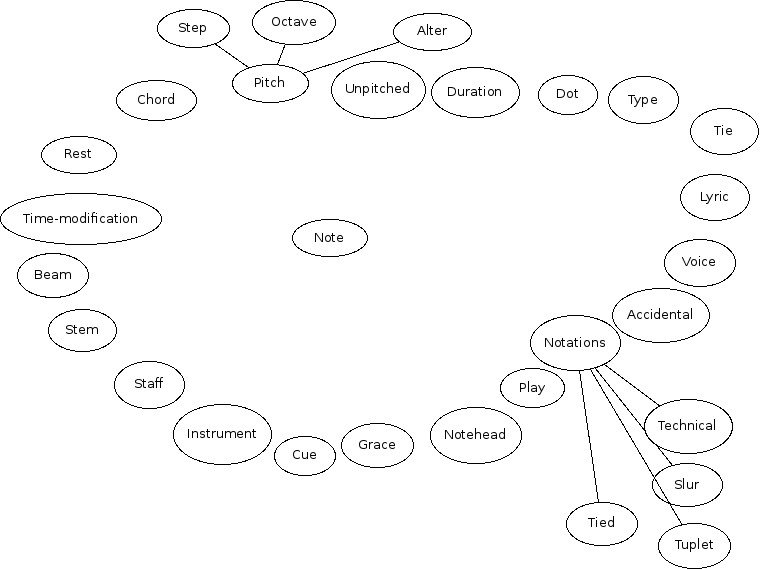 Octave
Step
Alter
Pitch
Unpitched
Duration
Dot
Type
Chord
Tie
Rest
Lyric
Time-modification
Note
Voice
Beam
Accidental
Stem
Notations
Staff
Play
Technical
Instrument
Notehead
Grace
Cue
Slur
Tied
Tuplet